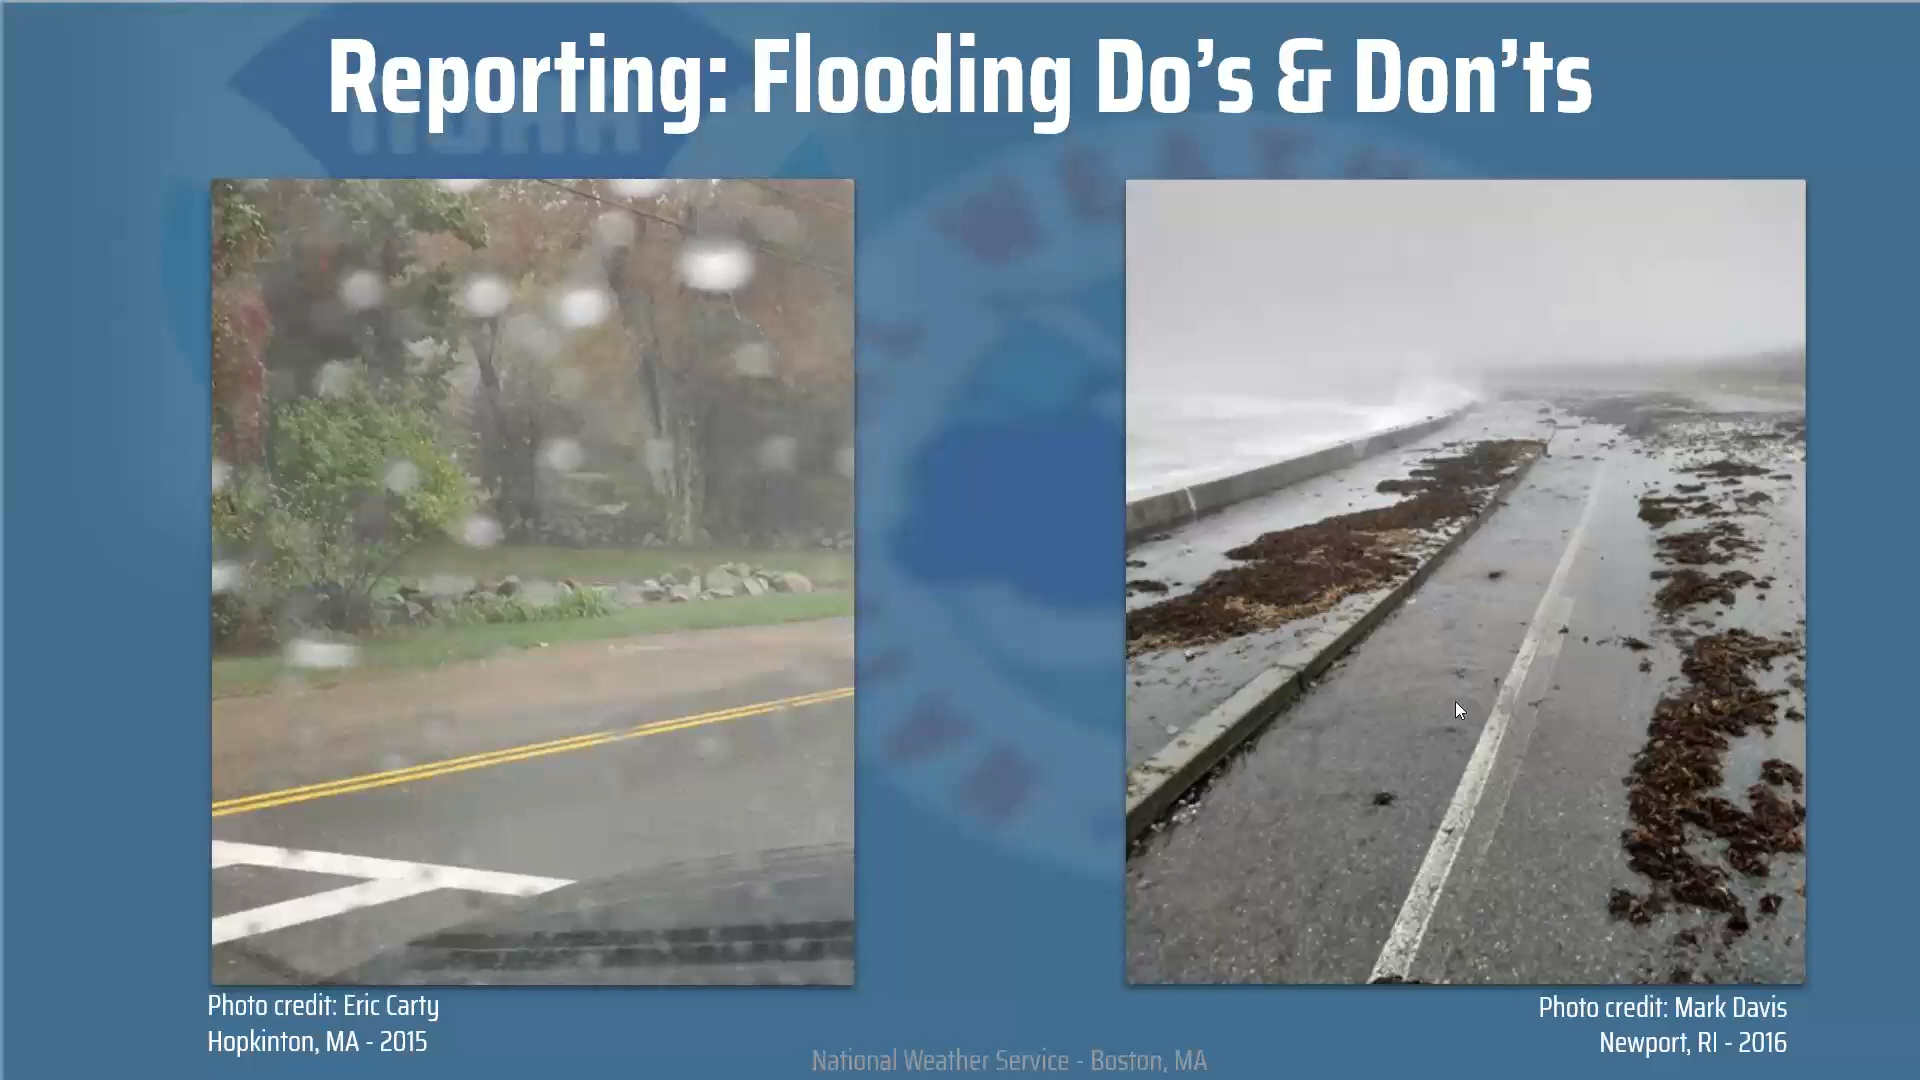 Reporting: Flooding Do's & Don'ts
NOAA
Photo credit: Eric Carty
Hopkinton, MA - 2015
Photo credit: Mark Davis
Newport, RI - 2016
National Weather Service - Boston, MA